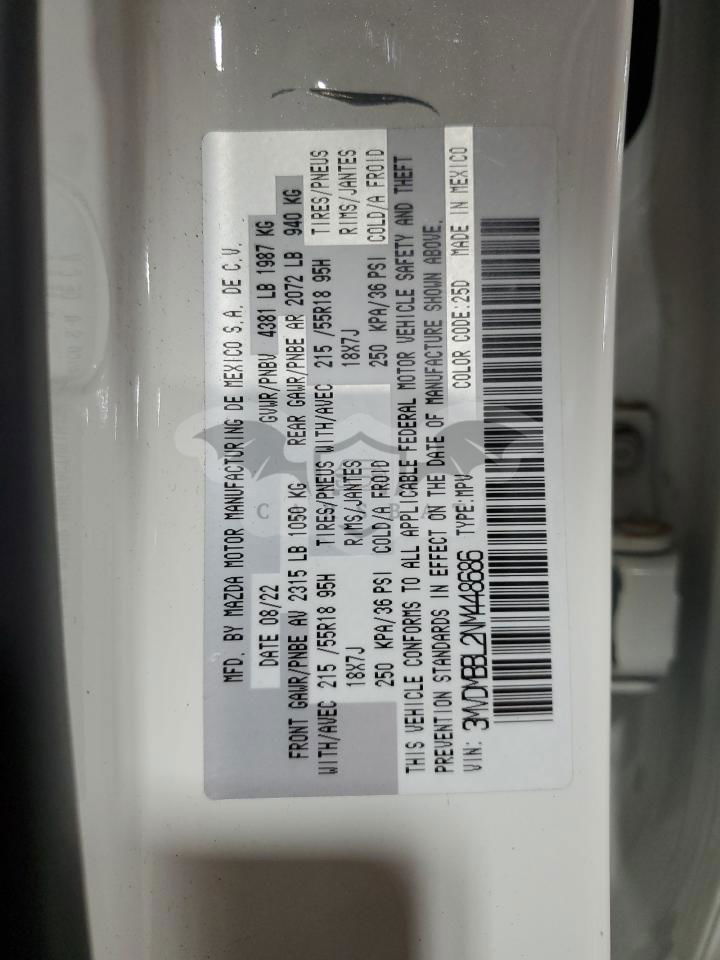 MFD. BY MAZDA MOTOR MANUFACTURING DE MEXICO S.A. DE C.V.
DATE 08/22 GVWR/PNBV 4381 LB 1987 KG
FRONT GAWR/PNBE AV 2315 LB 1050 KG REAR GAWR/PNBE AR 2072 LB 940 KG
WITH/AVEC 215 /55R18 95H TIRES/PNEUS WITH/AVEC 215 /55R18 95H TIRES/PNEUS
18X7J RIMS/JANTES 18X7J RIMS/JANTES
250 KPA/36 PSI COLD/A FROID 250 KPA/36 PSI COLD/A FROID
THIS VEHICLE CONFORMS TO ALL APPLICABLE FEDERAL MOTOR VEHICLE SAFETY AND THEFT
PREVENTION STANDARDS IN EFFECT ON THE DATE OF MANUFACTURE SHOWN ABOVE.
VIN: 3MVDMBBL2NM448686 TYPE:MPV COLOR CODE:25D MADE IN MEXICO